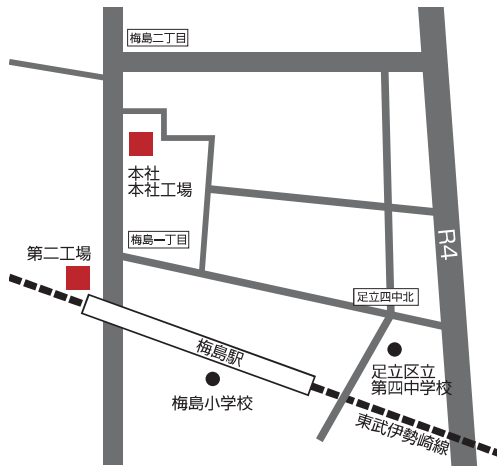 梅島二丁目
本社
本社工場
梅島一丁目
R4
第二工場
足立四中北
梅島駅
足立区立
第四中学校
梅島小学校
東武伊勢崎線